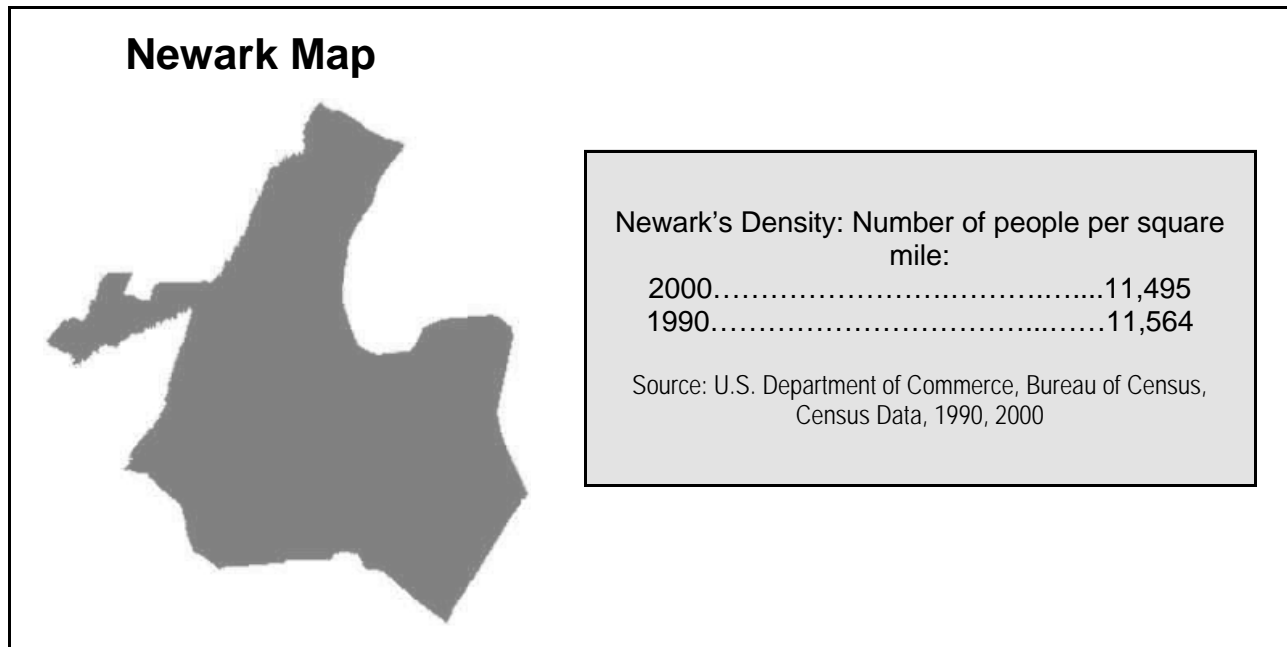 Newark Map
Newark’s Density: Number of people per square
mile:
2000…………………….……….…....11,495
1990……………………………...……11,564
Source: U.S. Department of Commerce, Bureau of Census,
Census Data, 1990, 2000